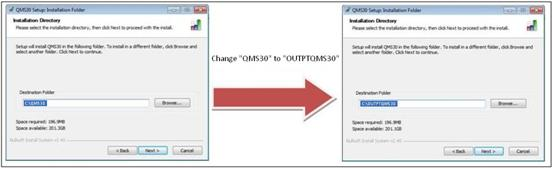 QMS30 Setup: Installation Folder
Installation Directory
Please select the installation directory, then click Next to proceed with the install.
Setup will install QMS30 in the following folder. To install in a different folder, click Browse and
select another folder. Click Next to continue.
Destination Folder
C:\QMS30
Browse...
Space required: 196.9MB
Space available: 201.3GB
Nullsoft Install System v2.40
< Back
Next >
Cancel
Change "QMS30" to "OUTPTQMS30"
QMS30 Setup: Installation Folder
Installation Directory
Please select the installation directory, then click Next to proceed with the install.
Setup will install QMS30 in the following folder. To install in a different folder, click Browse and
select another folder. Click Next to continue.
Destination Folder
C:\OUTPTQMS30
Browse...
Space required: 196.9MB
Space available: 201.3GB
Nullsoft Install System v2.40
< Back
Next >
Cancel